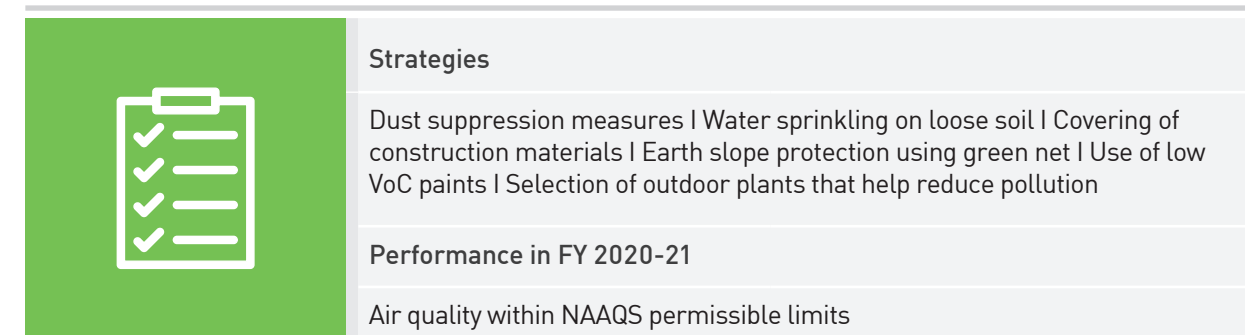 Strategies
Dust suppression measures I Water sprinkling on loose soil I Covering of
construction materials I Earth slope protection using green net I Use of low
VoC paints I Selection of outdoor plants that help reduce pollution
Performance in FY 2020-21
Air quality within NAAQS permissible limits